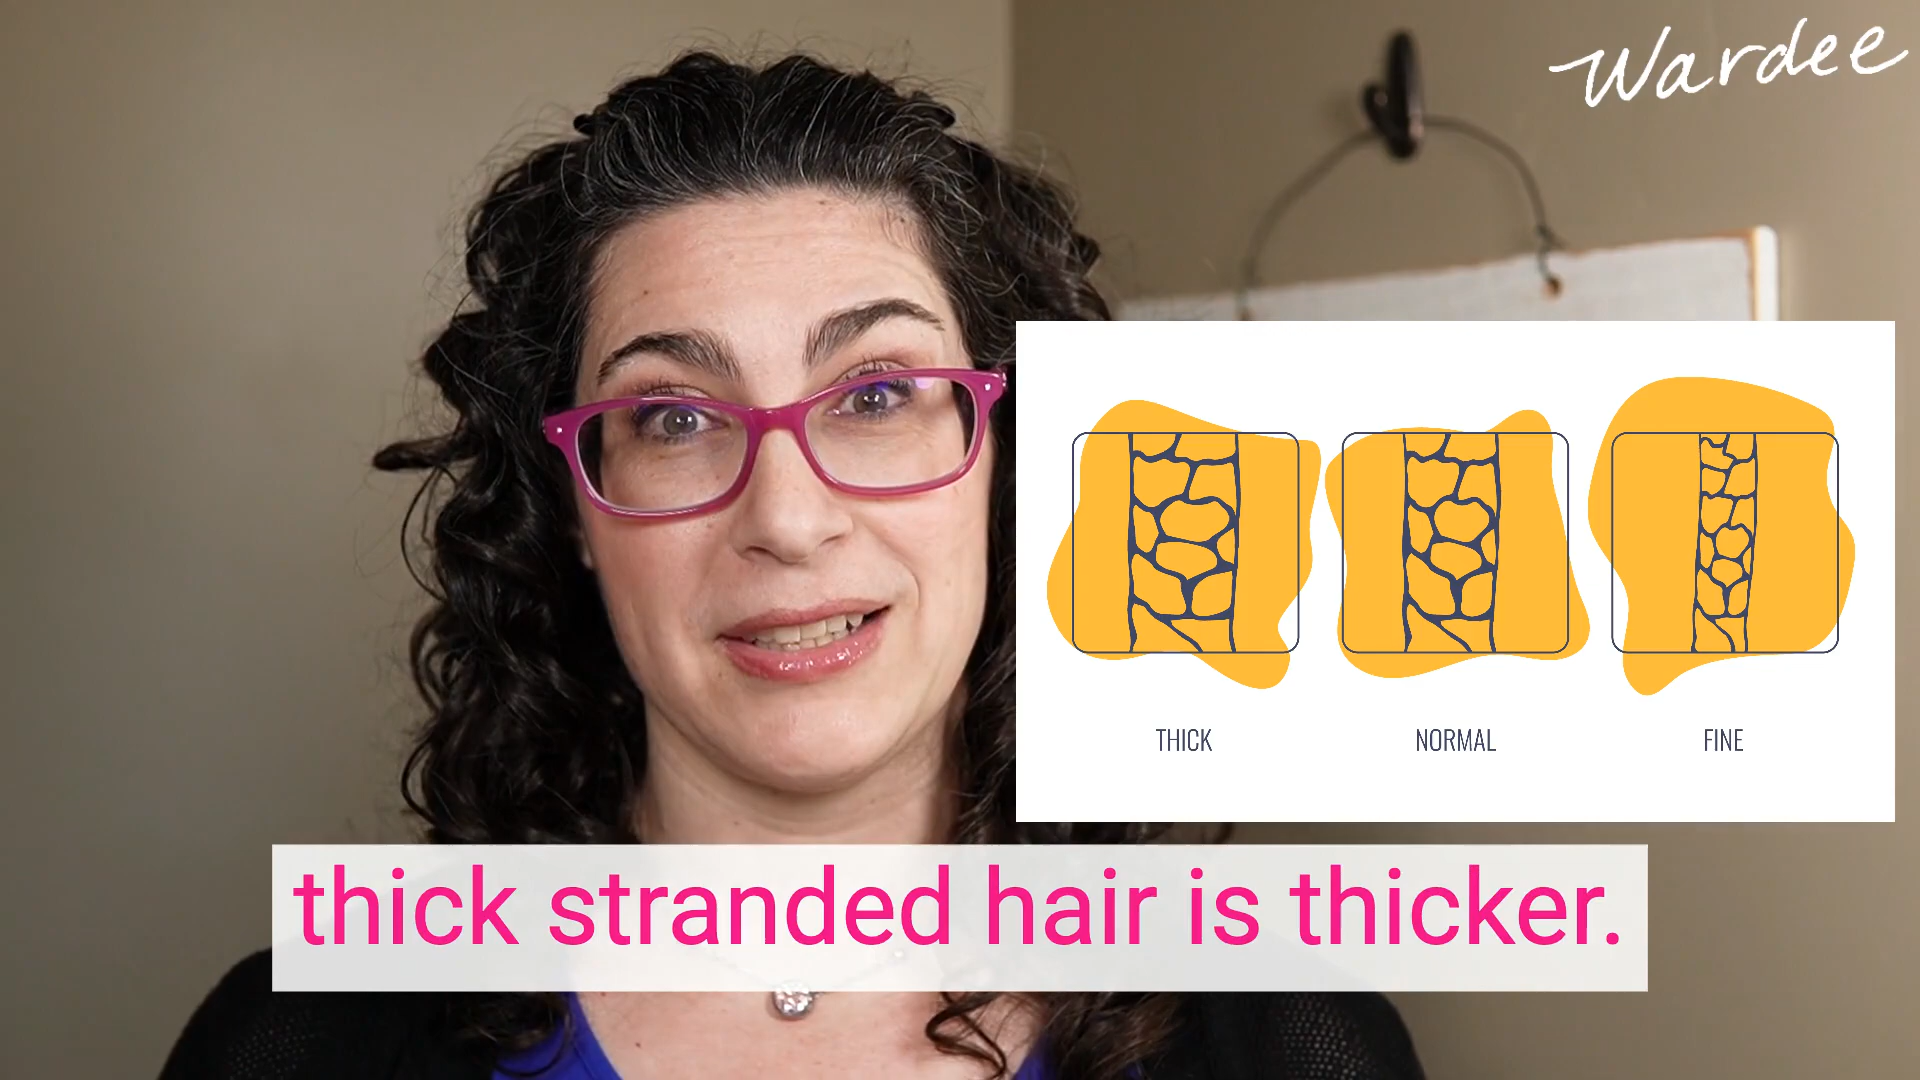 Wardee
THICK
NORMAL
FINE
thick stranded hair is thicker.